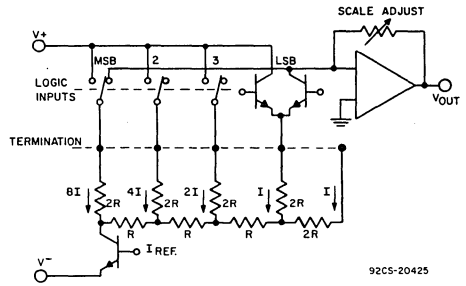 SCALE ADJUST
V+
MSB 2 3 LSB
LOGIC
INPUTS
VOUT
TERMINATION
8I 4I 2I I I
2R 2R 2R 2R
R R R 2R
I REF.
V-
92CS-20425